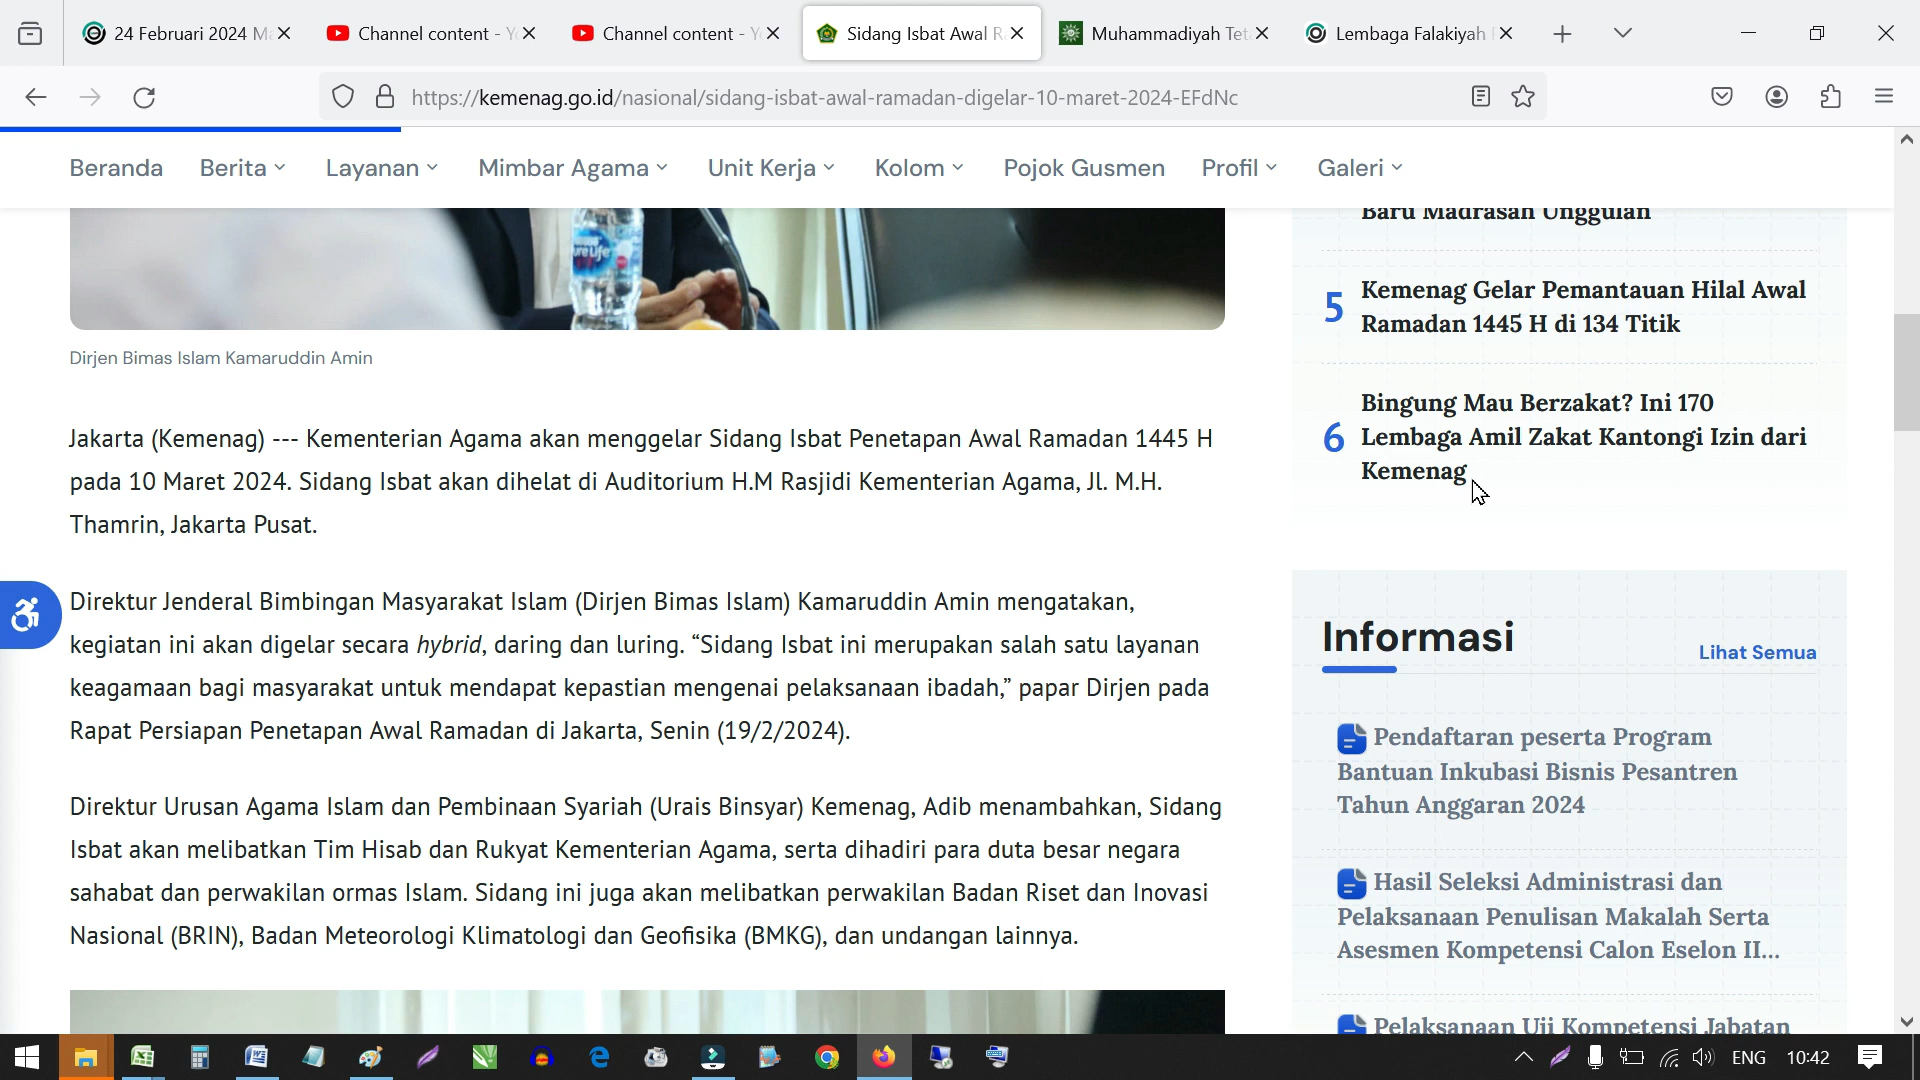 24 Februari 2024 M
Channel content - Y
Channel content - Y
Sidang Isbat Awal R
Muhammadiyah Tet
Lembaga Falakiyah
https://kemenag.go.id/nasional/sidang-isbat-awal-ramadan-digelar-10-maret-2024-EFdNc
Beranda
Berita
Layanan
Mimbar Agama
Unit Kerja
Kolom
Pojok Gusmen
Profil
Galeri
Pure Life
Dirjen Bimas Islam Kamaruddin Amin
Jakarta (Kemenag) --- Kementerian Agama akan menggelar Sidang Isbat Penetapan Awal Ramadan 1445 H
pada 10 Maret 2024. Sidang Isbat akan dihelat di Auditorium H.M Rasjidi Kementerian Agama, Jl. M.H.
Thamrin, Jakarta Pusat.
Direktur Jenderal Bimbingan Masyarakat Islam (Dirjen Bimas Islam) Kamaruddin Amin mengatakan,
kegiatan ini akan digelar secara hybrid, daring dan luring. “Sidang Isbat ini merupakan salah satu layanan
keagamaan bagi masyarakat untuk mendapat kepastian mengenai pelaksanaan ibadah,” papar Dirjen pada
Rapat Persiapan Penetapan Awal Ramadan di Jakarta, Senin (19/2/2024).
Direktur Urusan Agama Islam dan Pembinaan Syariah (Urais Binsyar) Kemenag, Adib menambahkan, Sidang
Isbat akan melibatkan Tim Hisab dan Rukyat Kementerian Agama, serta dihadiri para duta besar negara
sahabat dan perwakilan ormas Islam. Sidang ini juga akan melibatkan perwakilan Badan Riset dan Inovasi
Nasional (BRIN), Badan Meteorologi Klimatologi dan Geofisika (BMKG), dan undangan lainnya.
Baru Madrasah Unggulan
5
Kemenag Gelar Pemantauan Hilal Awal
Ramadan 1445 H di 134 Titik
6
Bingung Mau Berzakat? Ini 170
Lembaga Amil Zakat Kantongi Izin dari
Kemenag
Informasi
Lihat Semua
Pendaftaran peserta Program
Bantuan Inkubasi Bisnis Pesantren
Tahun Anggaran 2024
Hasil Seleksi Administrasi dan
Pelaksanaan Penulisan Makalah Serta
Asesmen Kompetensi Calon Eselon II...
Pelaksanaan Uji Kompetensi Jabatan
ENG
10:42